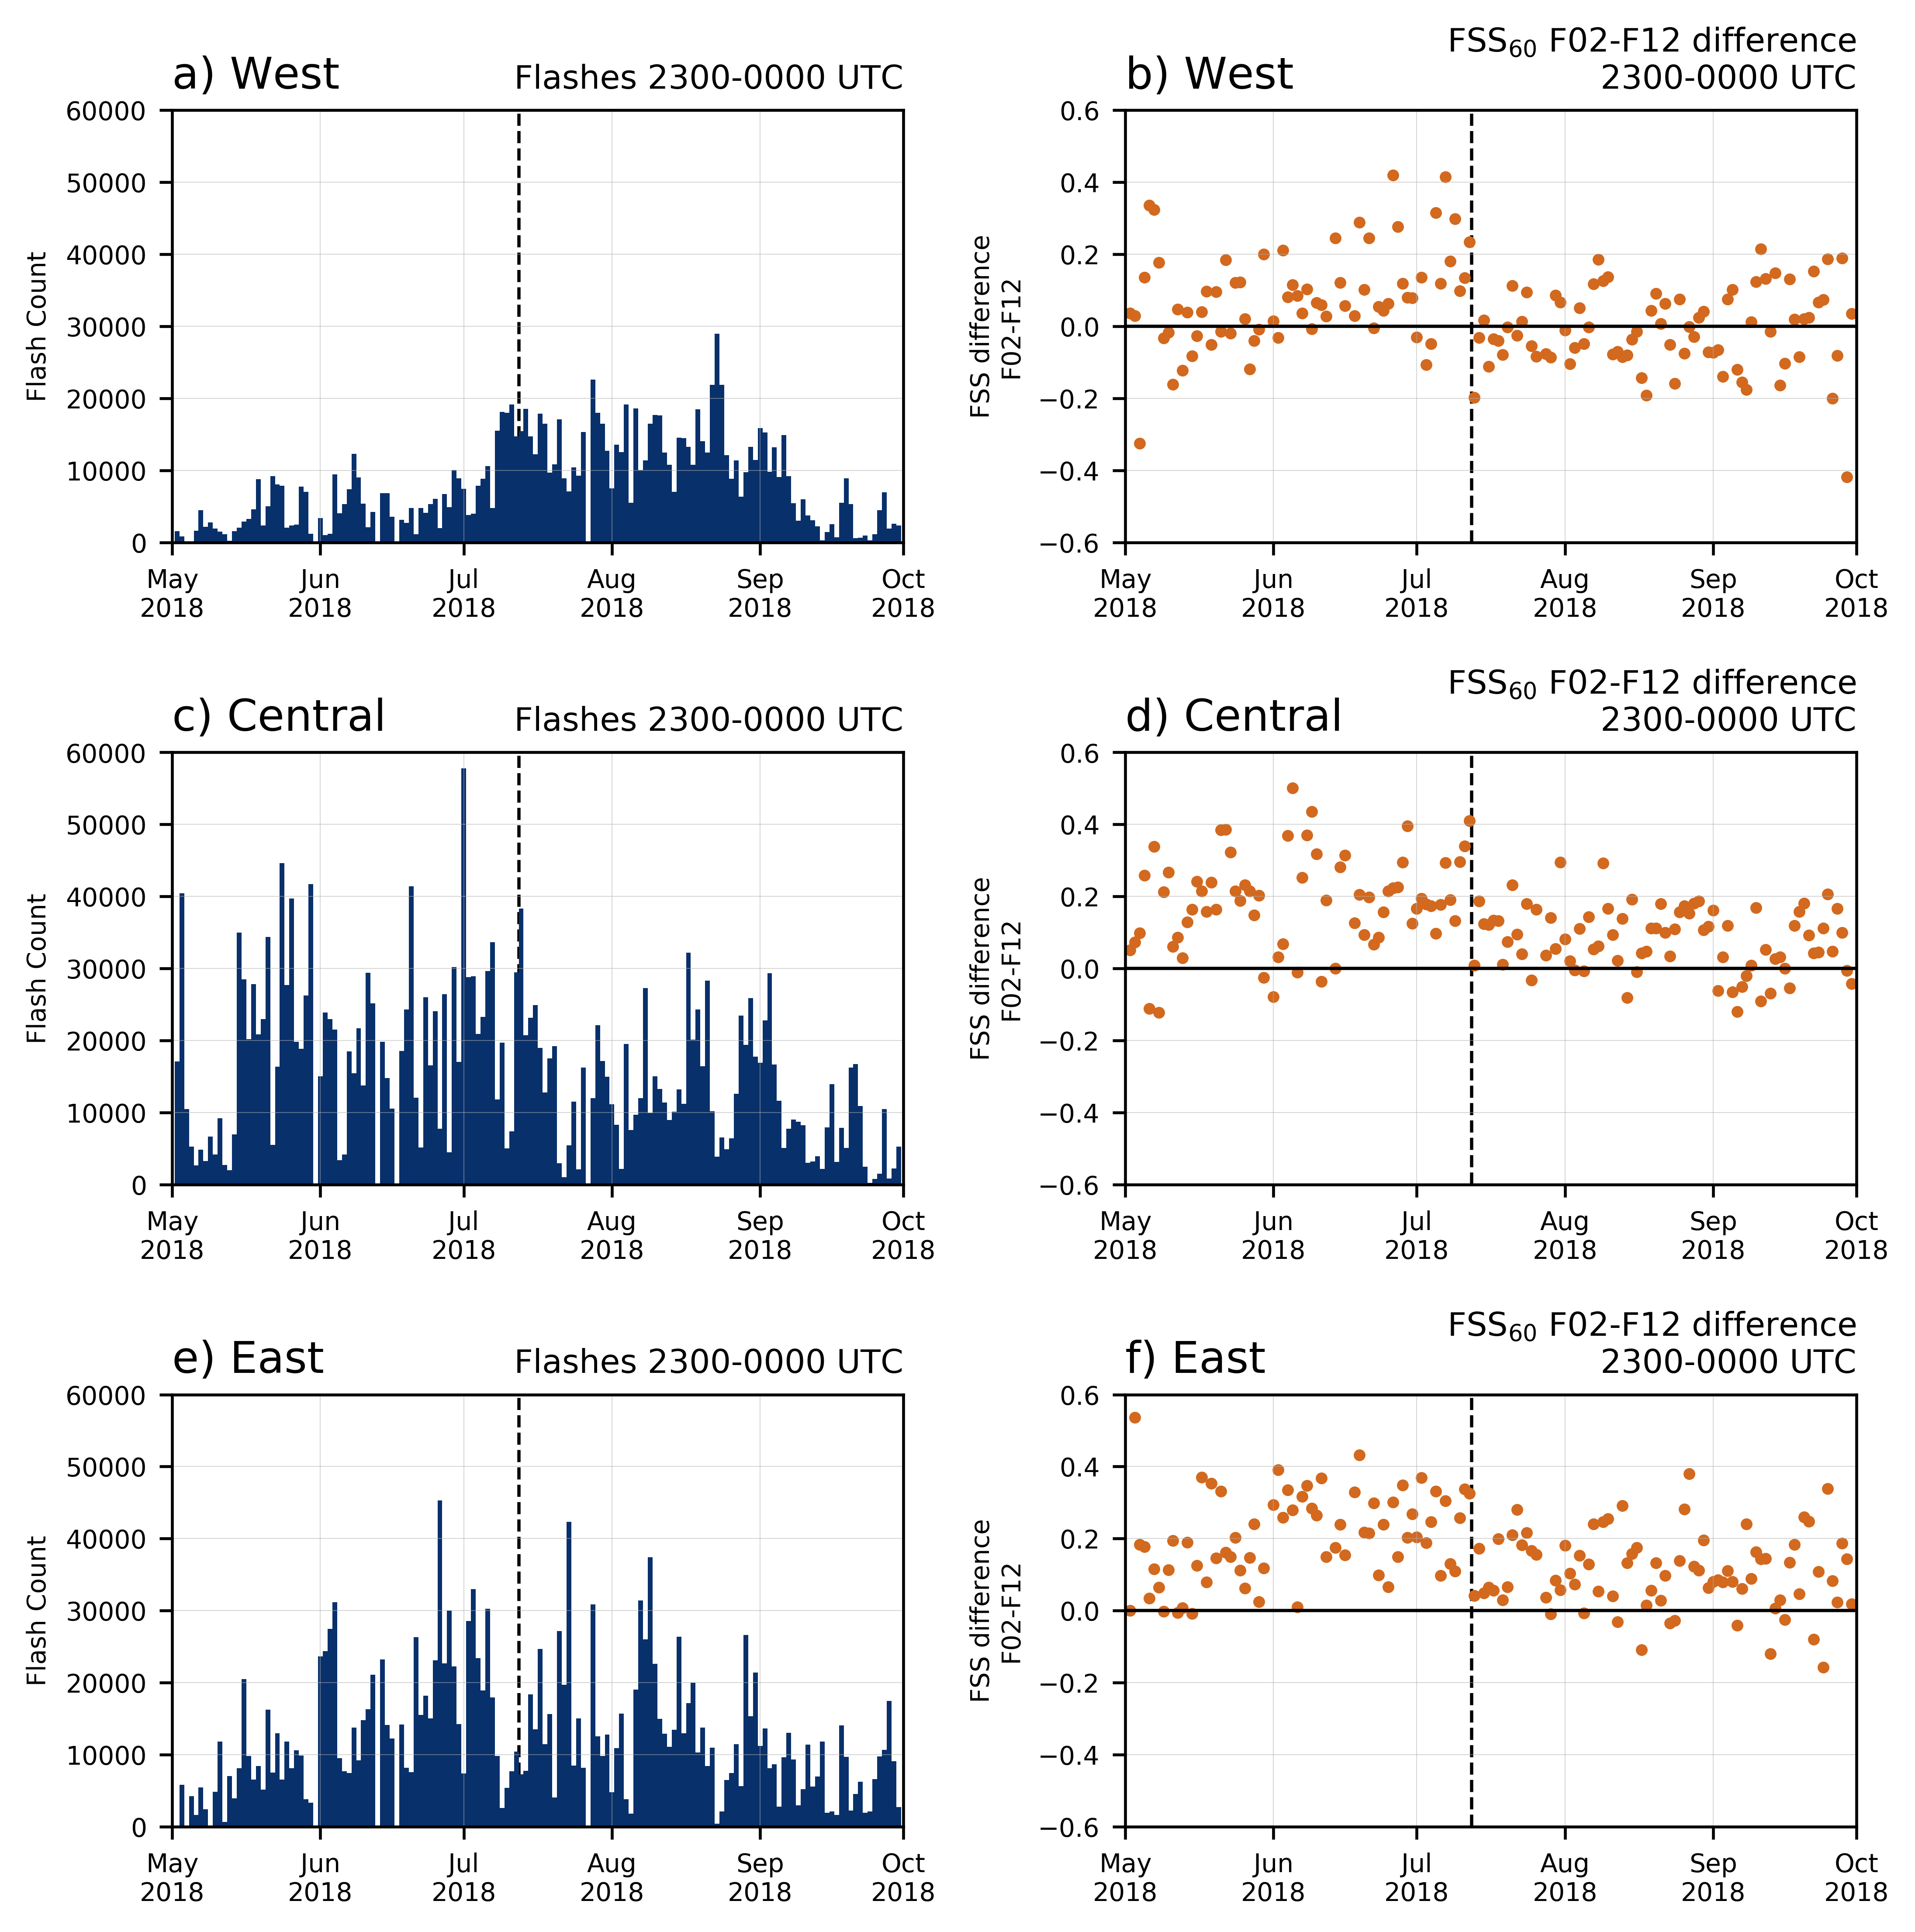 a) West
Flashes 2300-0000 UTC
60000
50000
40000
30000
20000
10000
0
Flash Count
May Jun Jul Aug Sep Oct
2018 2018 2018 2018 2018 2018
FSS60 F02-F12 difference
b) West
2300-0000 UTC
0.6
0.4
0.2
0.0
−0.2
−0.4
−0.6
FSS difference
F02-F12
May Jun Jul Aug Sep Oct
2018 2018 2018 2018 2018 2018
c) Central
Flashes 2300-0000 UTC
60000
50000
40000
30000
20000
10000
0
Flash Count
May Jun Jul Aug Sep Oct
2018 2018 2018 2018 2018 2018
FSS60 F02-F12 difference
d) Central
2300-0000 UTC
0.6
0.4
0.2
0.0
−0.2
−0.4
−0.6
FSS difference
F02-F12
May Jun Jul Aug Sep Oct
2018 2018 2018 2018 2018 2018
e) East
Flashes 2300-0000 UTC
60000
50000
40000
30000
20000
10000
0
Flash Count
May Jun Jul Aug Sep Oct
2018 2018 2018 2018 2018 2018
FSS60 F02-F12 difference
f) East
2300-0000 UTC
0.6
0.4
0.2
0.0
−0.2
−0.4
−0.6
FSS difference
F02-F12
May Jun Jul Aug Sep Oct
2018 2018 2018 2018 2018 2018